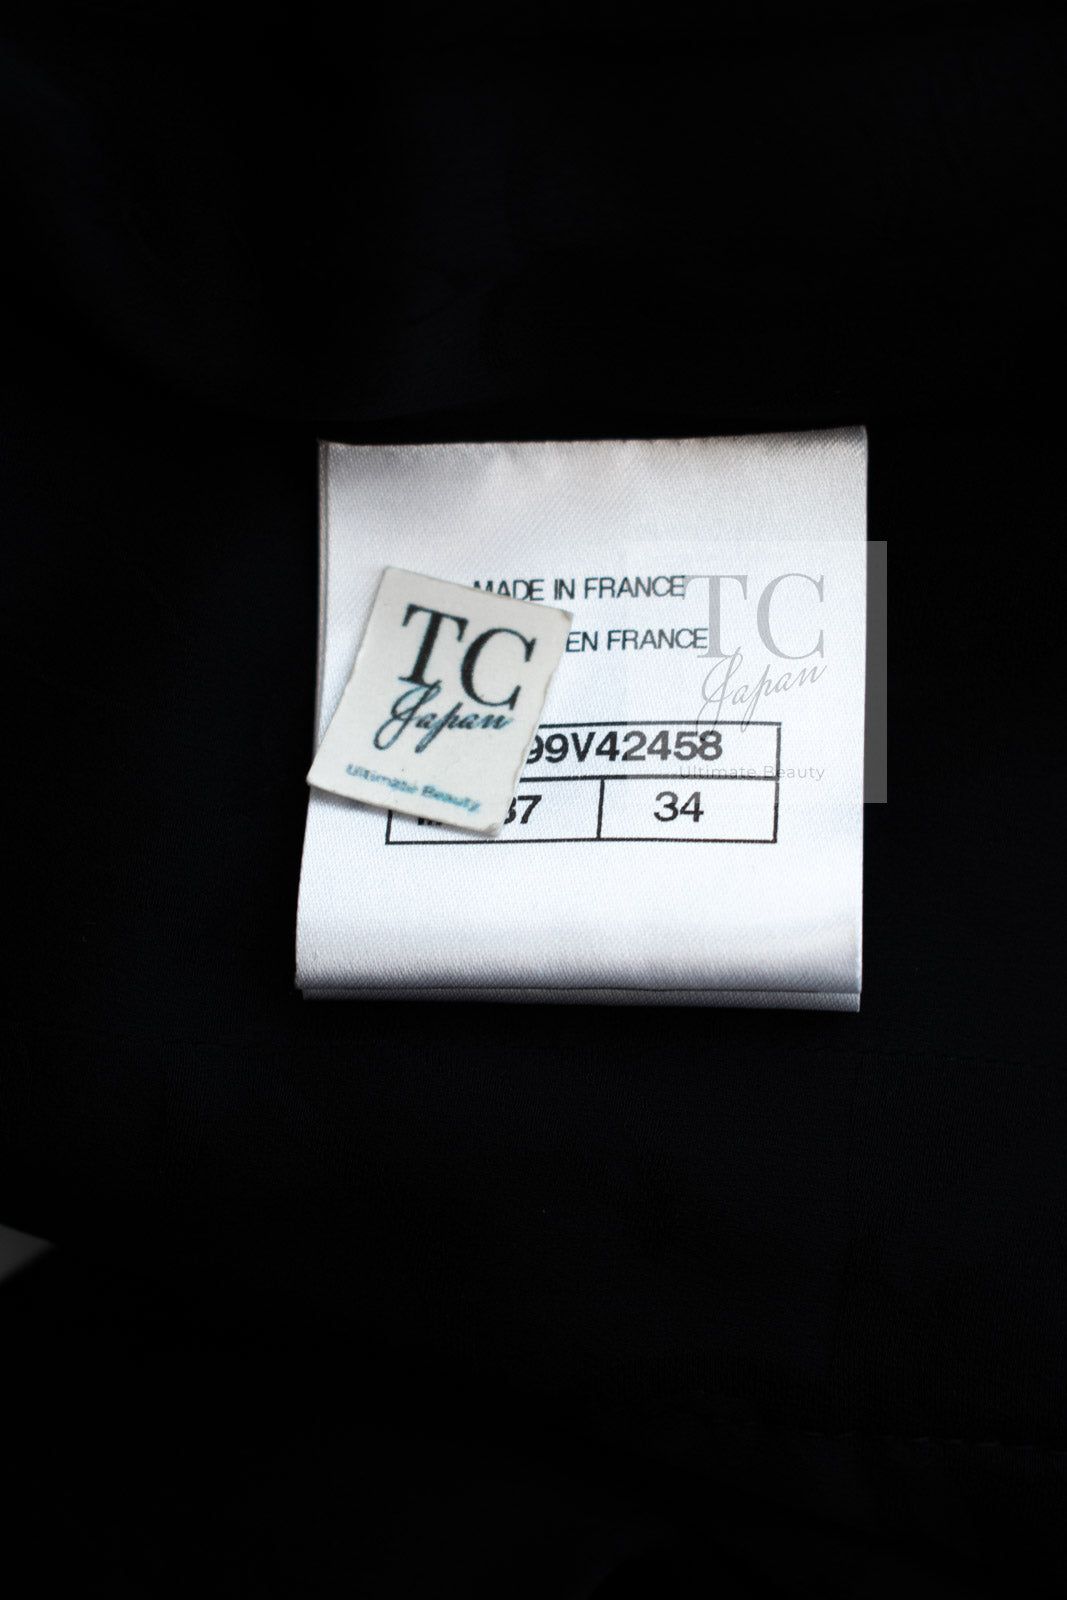 MADE IN FRANCE
EN FRANCE
TC
Japan
Ultimate Beauty
99V42458
37
34
TC
Japan
Ultimate Beauty